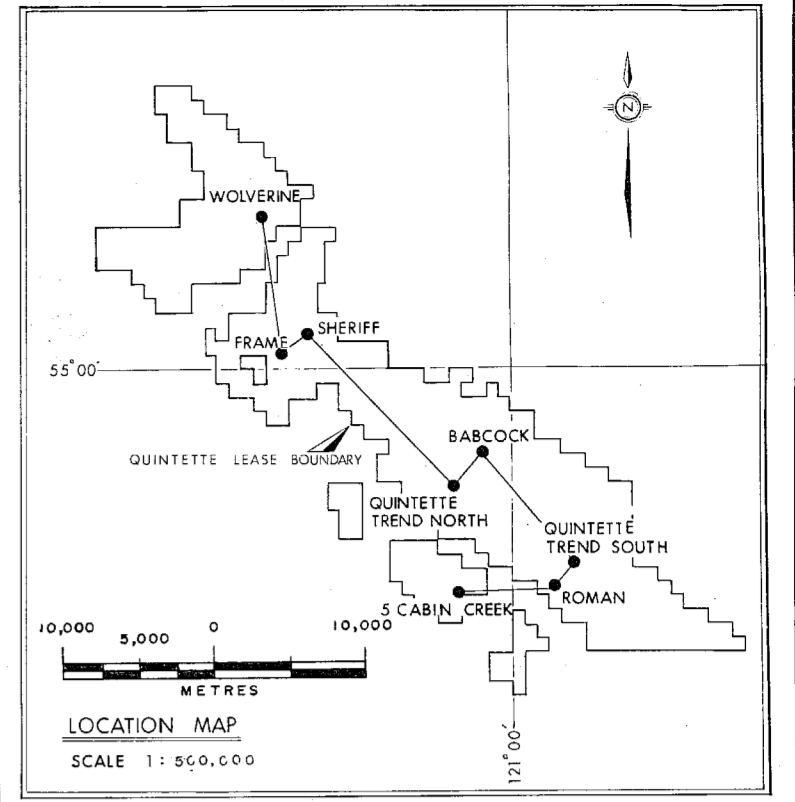 N
WOLVERINE
SHERIFF
FRAME
55°00'
BABCOCK
QUINTETTE LEASE BOUNDARY
QUINTETTE
TREND NORTH
QUINTETTE
TREND SOUTH
ROMAN
5 CABIN CREEK
10,000 5,000 0 10,000
METRES
LOCATION MAP
SCALE 1:500,000
121°00'